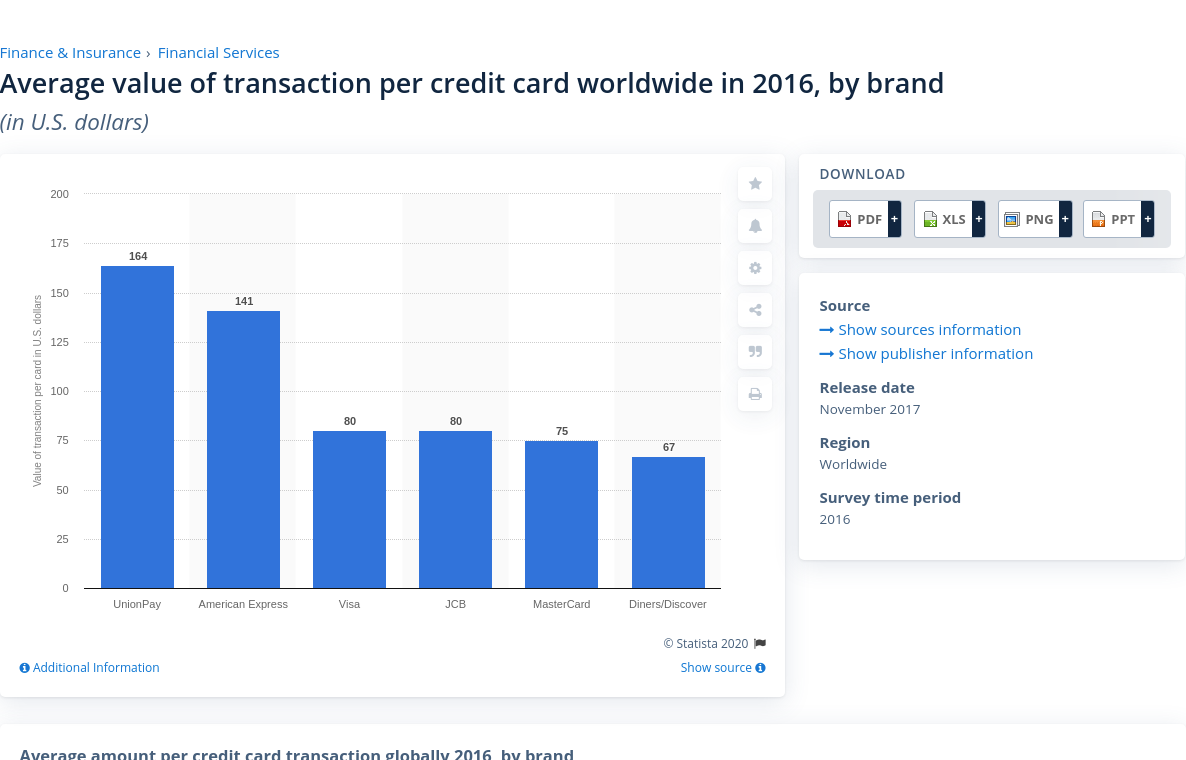 Finance & Insurance › Financial Services
Average value of transaction per credit card worldwide in 2016, by brand
(in U.S. dollars)
200
175
150
125
100
75
50
25
0
Value of transaction per card in U.S. dollars
164
141
80
80
75
67
UnionPay
American Express
Visa
JCB
MasterCard
Diners/Discover
© Statista 2020
Additional Information
Show source
DOWNLOAD
PDF +
XLS +
PNG +
PPT +
Source
Show sources information
Show publisher information
Release date
November 2017
Region
Worldwide
Survey time period
2016
Average amount per credit card transaction globally 2016, by brand